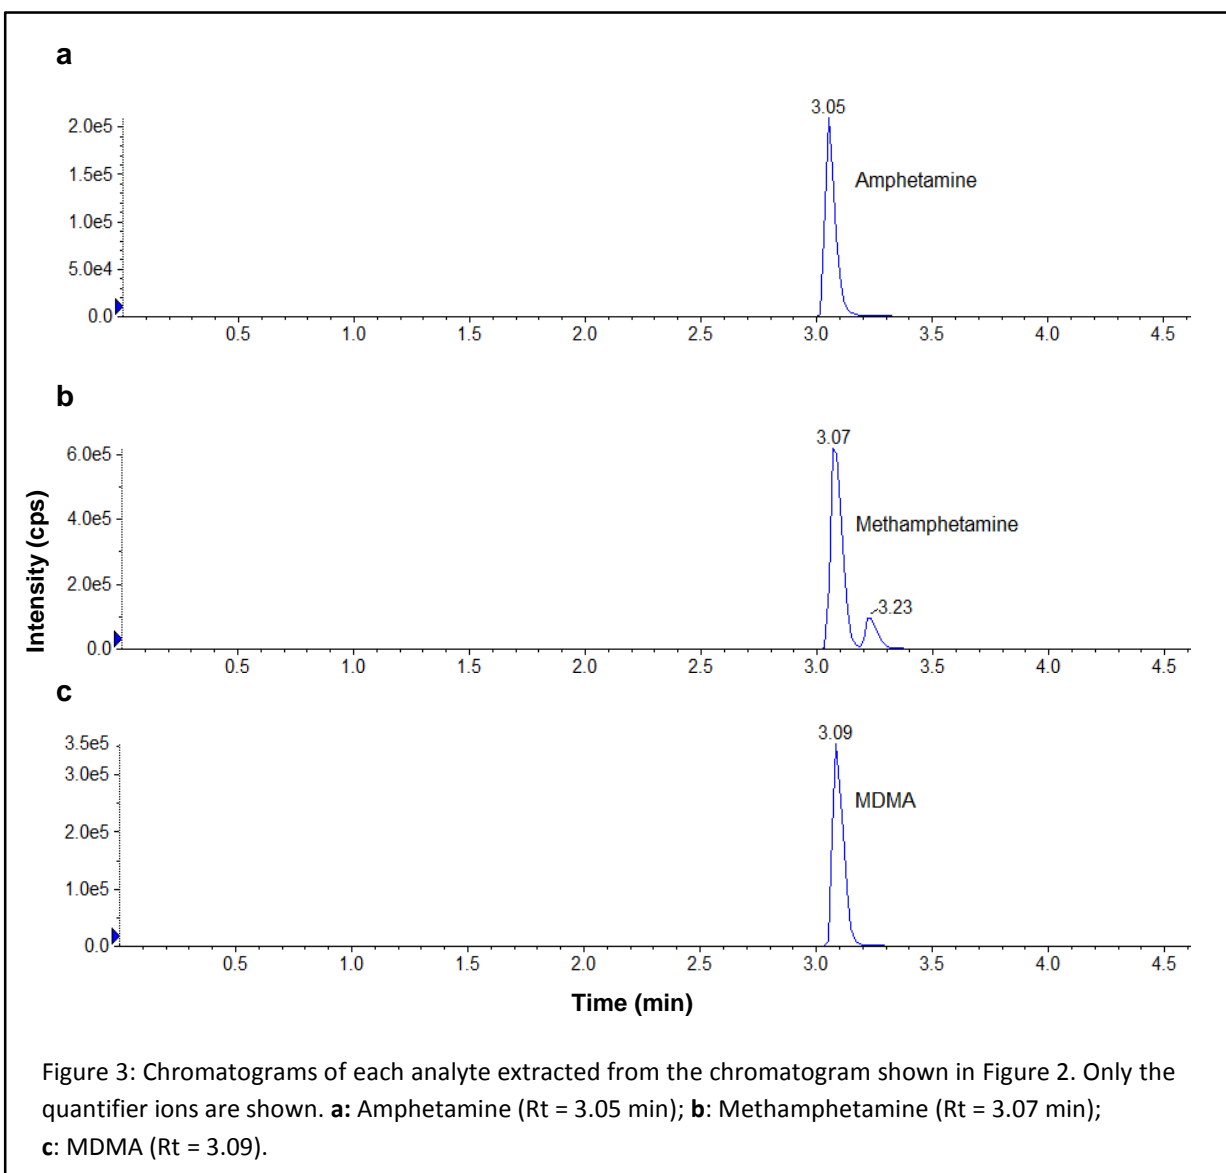 a
3.05
2.0e5
Amphetamine
1.5e5
1.0e5
5.0e4
0.0
0.5 1.0 1.5 2.0 2.5 3.0 3.5 4.0 4.5
b
3.07
6.0e5
Methamphetamine
4.0e5
3.23
2.0e5
0.0
0.5 1.0 1.5 2.0 2.5 3.0 3.5 4.0 4.5
Intensity (cps)
c
3.09
3.5e5
3.0e5
MDMA
2.0e5
1.0e5
0.0
0.5 1.0 1.5 2.0 2.5 3.0 3.5 4.0 4.5
Time (min)
Figure 3: Chromatograms of each analyte extracted from the chromatogram shown in Figure 2. Only the
quantifier ions are shown. a: Amphetamine (Rt = 3.05 min); b: Methamphetamine (Rt = 3.07 min);
c: MDMA (Rt = 3.09).